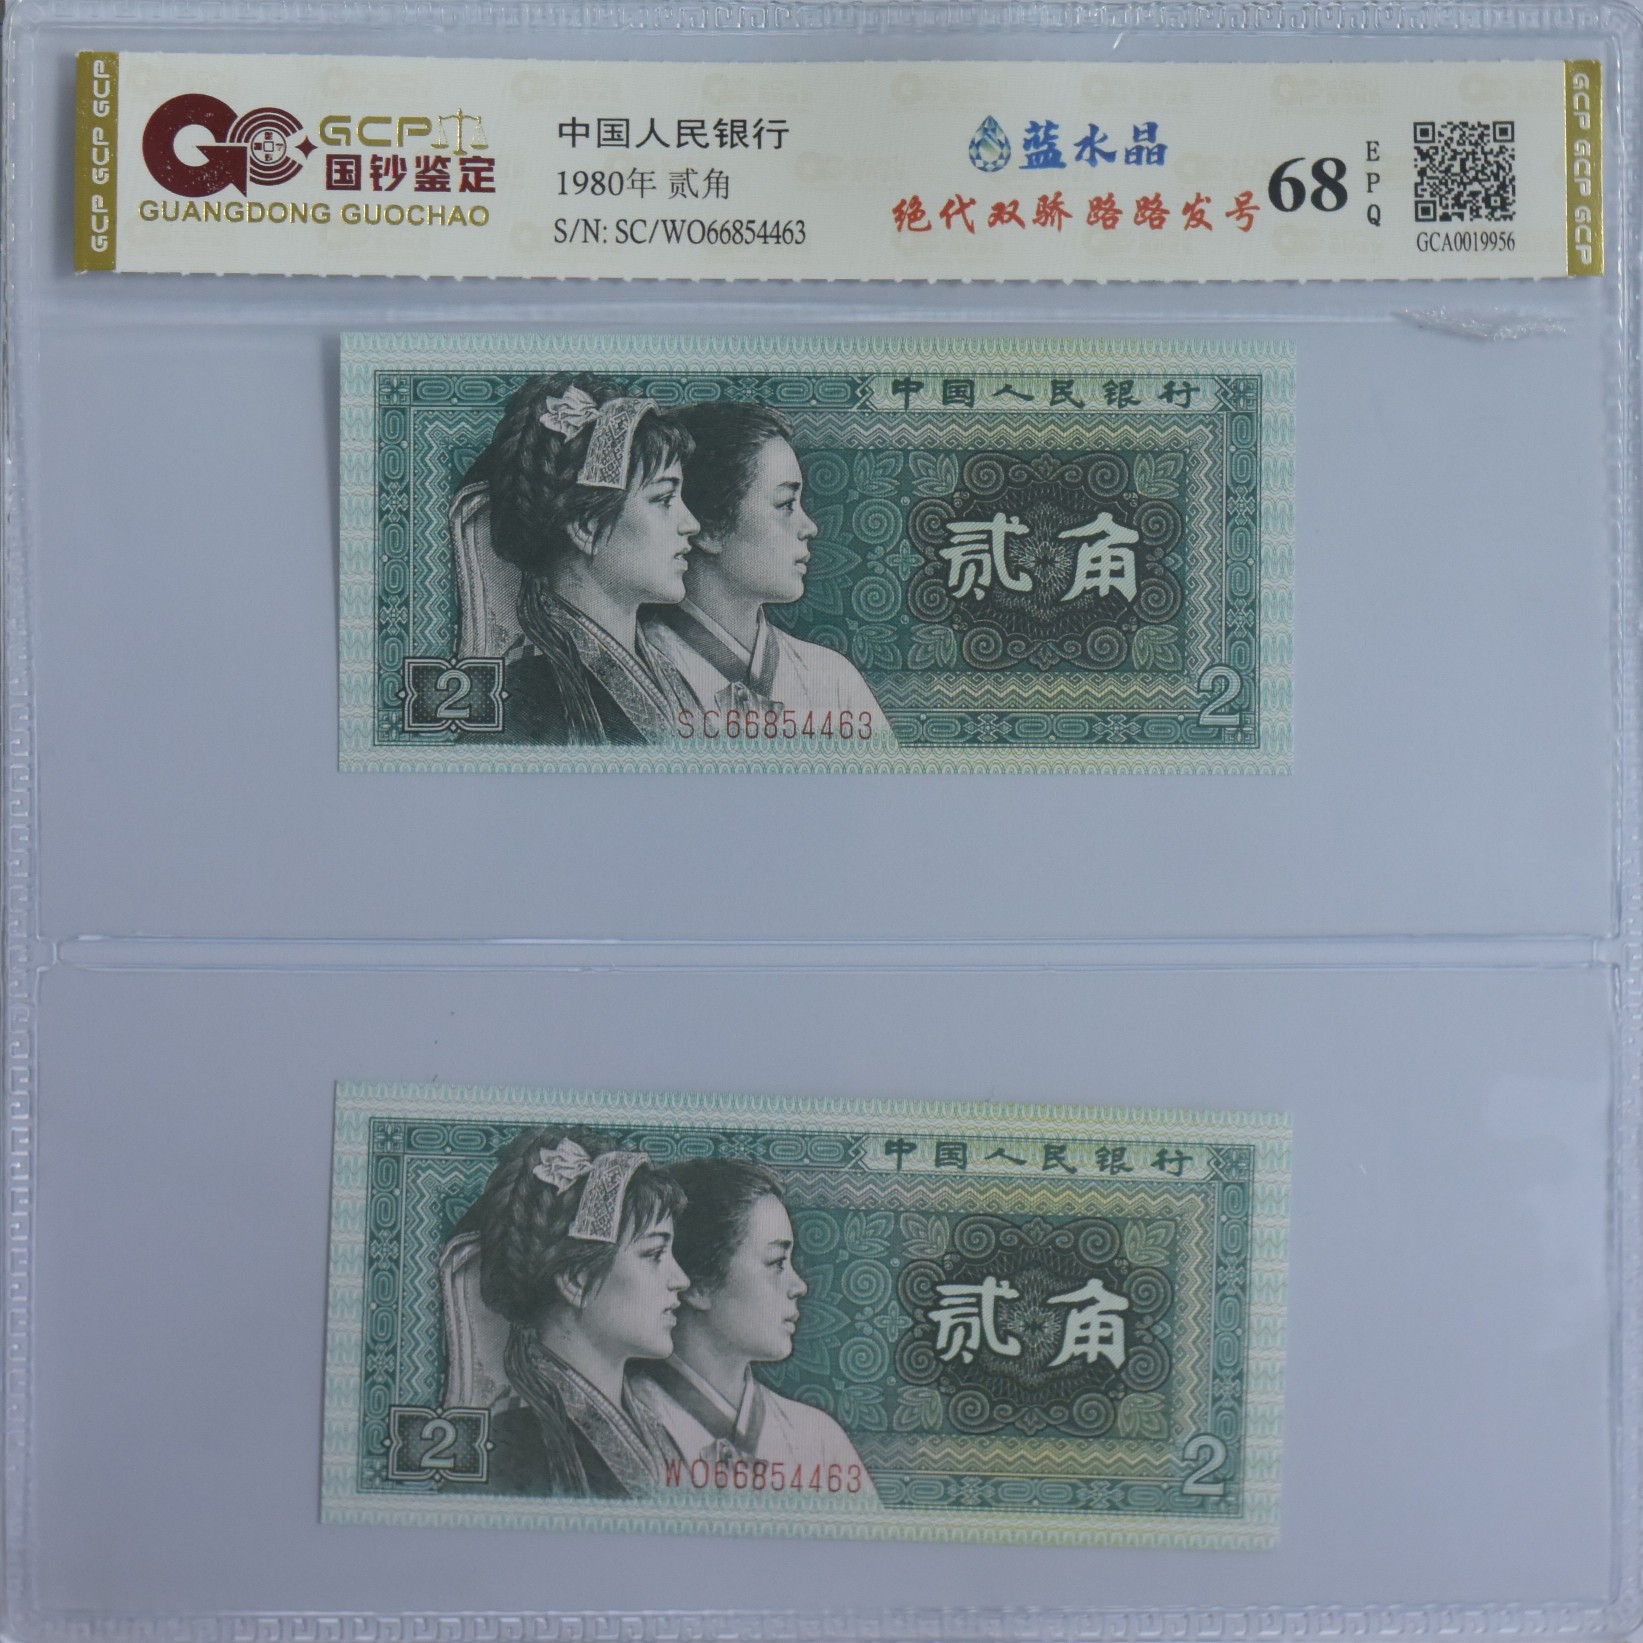 GCP GCP GCP
GCP
国钞鉴定
GUANGDONG GUOCHAO
中国人民银行
1980年 贰角
S/N: SC/WO66854463
蓝水晶
绝代双骄 路路发号
68
EPQ
GCA0019956
GCP GCP GCP
中国人民银行
贰角
2
2
SC66854463
中国人民银行
贰角
2
2
WO66854463